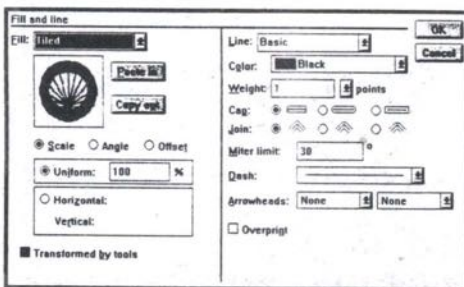 Fill and line
Fill: Tiled
Paste in
Copy out
Scale Angle Offset
Uniform: 100 %
Horizontal:
Vertical:
Transformed by tools
Line: Basic
Color: Black
Weight: 1 points
Cap:
Join:
Miter limit: 30 °
Dash:
Arrowheads: None None
Overprint
OK
Cancel